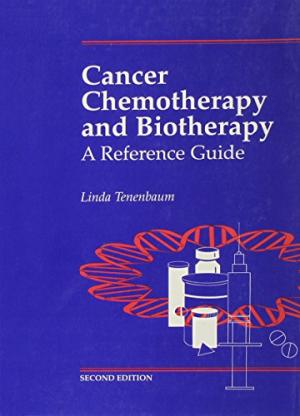 Cancer
Chemotherapy
and Biotherapy
A Reference Guide
Linda Tenenbaum
SECOND EDITION